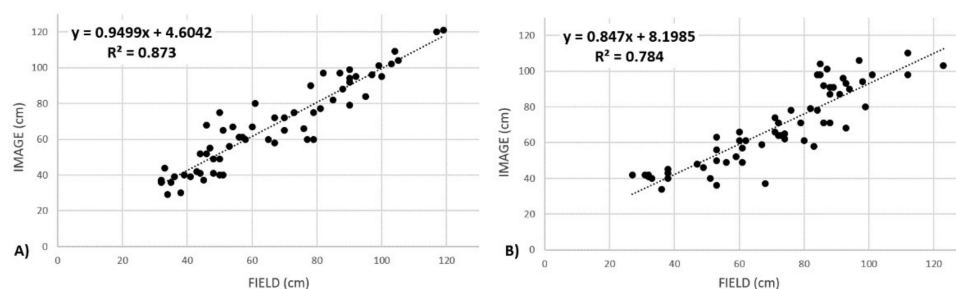 y = 0.9499x + 4.6042
R² = 0.873
IMAGE (cm)
140
120
100
80
60
40
20
0
A)
0 20 40 60 80 100 120
FIELD (cm)
y = 0.847x + 8.1985
R² = 0.784
IMAGE (cm)
140
120
100
80
60
40
20
0
B)
0 20 40 60 80 100 120
FIELD (cm)